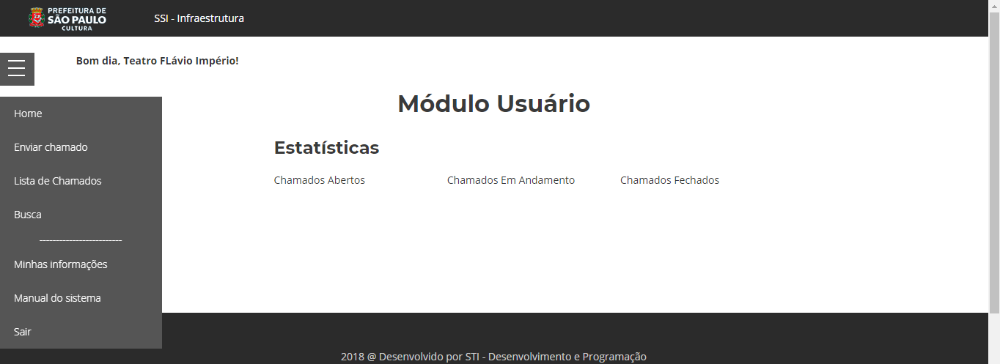 PREFEITURA DE
SÃO PAULO
CULTURA
SSI - Infraestrutura
Bom dia, Teatro FLávio Império!
Módulo Usuário
Home
Enviar chamado
Lista de Chamados
Busca
-------------------------
Minhas informações
Manual do sistema
Sair
Estatísticas
Chamados Abertos Chamados Em Andamento Chamados Fechados
2018 @ Desenvolvido por STI - Desenvolvimento e Programação